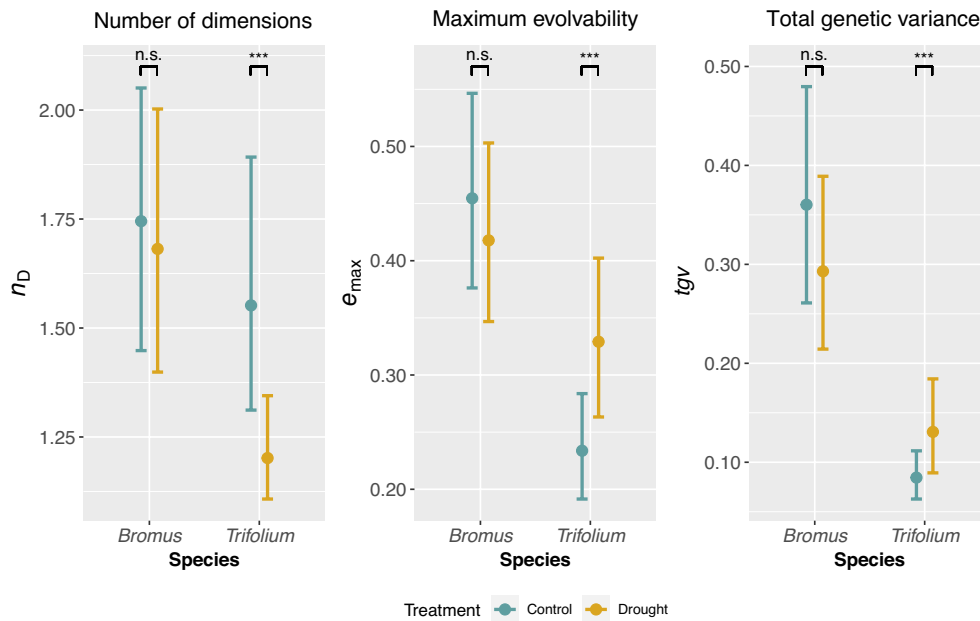 Number of dimensions
n.s.
***
2.00
1.75
1.50
1.25
nD
Bromus
Trifolium
Species
Maximum evolvability
n.s.
***
0.50
0.40
0.30
0.20
emax
Bromus
Trifolium
Species
Total genetic variance
n.s.
***
0.50
0.40
0.30
0.20
0.10
tgv
Bromus
Trifolium
Species
Treatment Control Drought